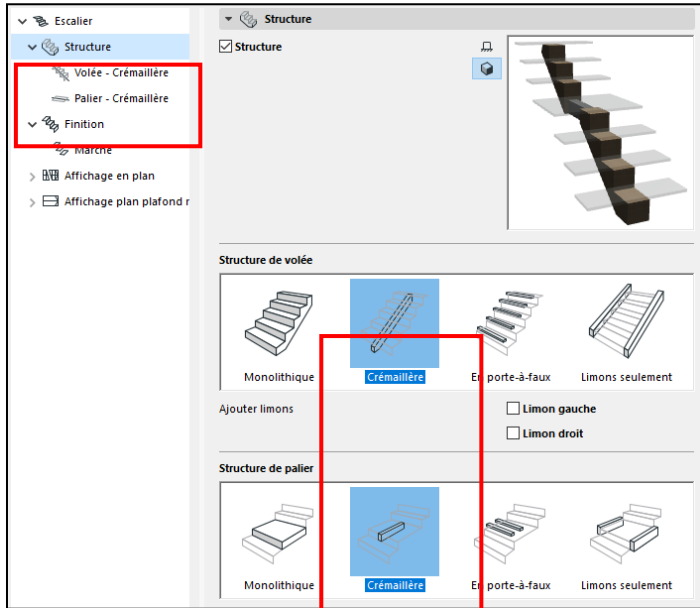 Escalier
Structure
Volée - Crémaillère
Palier - Crémaillère
Finition
Marche
Affichage en plan
Affichage plan plafond r
Structure
Structure
Structure de volée
Monolithique
Crémaillère
En porte-à-faux
Limons seulement
Ajouter limons
Limon gauche
Limon droit
Structure de palier
Monolithique
Crémaillère
En porte-à-faux
Limons seulement